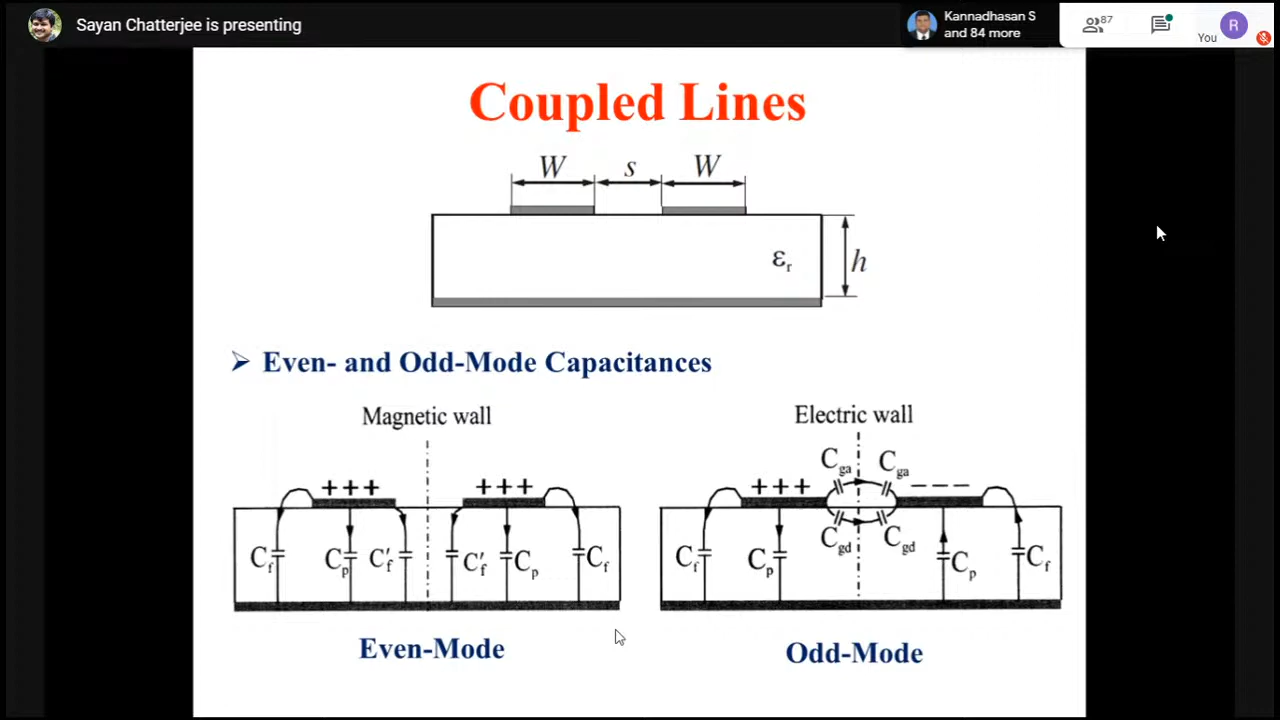 Sayan Chatterjee is presenting
Kannadhasan S
and 84 more
87
You
R
Coupled Lines
W s W
εr
h
➢ Even- and Odd-Mode Capacitances
Magnetic wall
Electric wall
+++ +++
+++ – – –
Cga Cga
Cf Cp C′f C′f Cp Cf
Cf Cp Cgd Cgd Cp Cf
Even-Mode
Odd-Mode